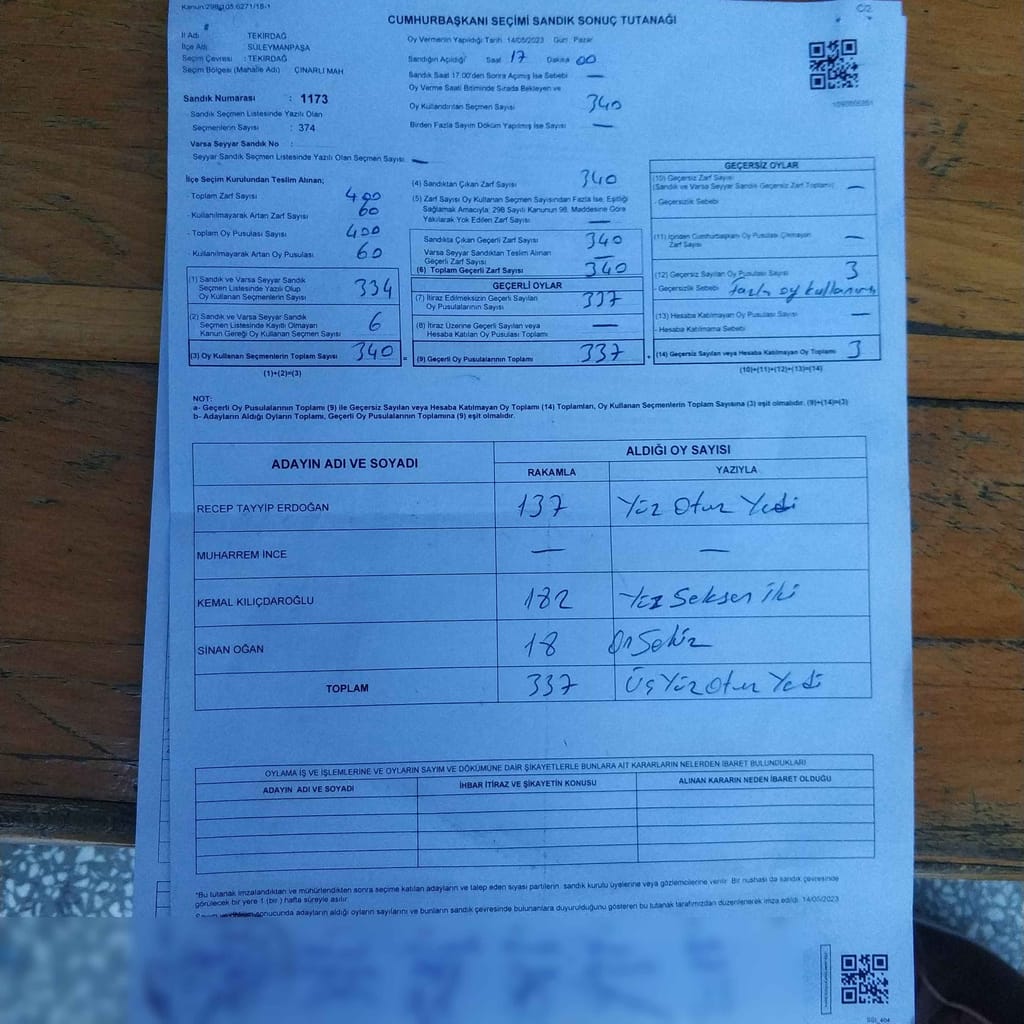 Kanun:298,105,6271/18-1
C/2
CUMHURBAŞKANI SEÇİMİ SANDIK SONUÇ TUTANAĞI
#
İl Adı : TEKİRDAĞ
İlçe Adı : SÜLEYMANPAŞA
Seçim Çevresi : TEKİRDAĞ
Seçim Bölgesi (Mahalle Adı) ÇINARLI MAH
Sandık Numarası : 1173
Sandık Seçmen Listesinde Yazılı Olan
Seçmenlerin Sayısı : 374
Varsa Seyyar Sandık No :
Seyyar Sandık Seçmen Listesinde Yazılı Olan Seçmen Sayısı —
Oy Vermenin Yapıldığı Tarih 14/05/2023 Gün : Pazar
Sandığın Açıldığı Saat 17 Dakika 00
Sandık Saat 17.00'den Sonra Açımış İse Sebebi —
Oy Verme Saati Bitiminde Sırada Bekleyen ve
Oy Kullandırılan Seçmen Sayısı 340
Birden Fazla Sayım Döküm Yapılmış İse Sayısı —
İlçe Seçim Kurulundan Teslim Alınan;
- Toplam Zarf Sayısı 400
- Kullanılmayarak Artan Zarf Sayısı 60
- Toplam Oy Pusulası Sayısı 400
- Kullanılmayarak Artan Oy Pusulası 60
(1) Sandık ve Varsa Seyyar Sandık
Seçmen Listesinde Yazılı Olup
Oy Kullanan Seçmenlerin Sayısı 334
(2) Sandık ve Varsa Seyyar Sandık
Seçmen Listesinde Kayıtlı Olmayan
Kanun Gereği Oy Kullanan Seçmen Sayısı 6
(3) Oy Kullanan Seçmenlerin Toplam Sayısı 340 =
(1)+(2)=(3)
(4) Sandıktan Çıkan Zarf Sayısı 340
(5) Zarf Sayısı Oy Kullanan Seçmen Sayısından Fazla İse, Eşitliği
Sağlamak Amacıyla; 298 Sayılı Kanunun 98. Maddesine Göre
Yakılarak Yok Edilen Zarf Sayısı —
Sandıkta Çıkan Geçerli Zarf Sayısı 340
Varsa Seyyar Sandıktan Teslim Alınan
Geçerli Zarf Sayısı —
(6) Toplam Geçerli Zarf Sayısı 340
GEÇERLİ OYLAR
(7) İtiraz Edilmeksizin Geçerli Sayılan
Oy Pusulalarının Sayısı 337
(8) İtiraz Üzerine Geçerli Sayılan veya
Hesaba Katılan Oy Pusulası Toplamı —
(9) Geçerli Oy Pusulalarının Toplamı 337 +
GEÇERSİZ OYLAR
(10) Geçersiz Zarf Sayısı
(Sandık ve Varsa Seyyar Sandık Geçersiz Zarf Toplamı) —
- Geçersizlik Sebebi
(11) İçinden Cumhurbaşkanı Oy Pusulası Çıkmayan
Zarf Sayısı —
(12) Geçersiz Sayılan Oy Pusulası Sayısı 3
- Geçersizlik Sebebi fazla oy kullanımı
(13) Hesaba Katılmayan Oy Pusulası Sayısı —
- Hesaba Katılmama Sebebi
(14) Geçersiz Sayılan veya Hesaba Katılmayan Oy Toplamı 3
(10)+(11)+(12)+(13)=(14)
NOT:
a- Geçerli Oy Pusulalarının Toplamı (9) ile Geçersiz Sayılan veya Hesaba Katılmayan Oy Toplamı (14) Toplamları, Oy Kullanan Seçmenlerin Toplam Sayısına (3) eşit olmalıdır. (9)+(14)=(3)
b- Adayların Aldığı Oyların Toplamı, Geçerli Oy Pusulalarının Toplamına (9) eşit olmalıdır.
ADAYIN ADI VE SOYADI
ALDIĞI OY SAYISI
RAKAMLA YAZIYLA
RECEP TAYYİP ERDOĞAN 137 Yüz Otuz Yedi
MUHARREM İNCE — —
KEMAL KILIÇDAROĞLU 182 Yüz Seksen İki
SİNAN OĞAN 18 On Sekiz
TOPLAM 337 Üç Yüz Otuz Yedi
OYLAMA İŞ VE İŞLEMLERİNE VE OYLARIN SAYIM VE DÖKÜMÜNE DAİR ŞİKAYETLERLE BUNLARA AİT KARARLARIN NELERDEN İBARET BULUNDUKLARI
ADAYIN ADI VE SOYADI İHBAR İTİRAZ VE ŞİKAYETİN KONUSU ALINAN KARARIN NEDEN İBARET OLDUĞU
*Bu tutanak imzalandıktan ve mühürlendikten sonra seçime katılan adayların ve talep eden siyasi partilerin, sandık kurulu üyelerine veya gözlemcilerine verilir. Bir nushası da sandık çevresinde
görülecek bir yere 1 (bir) hafta süreyle asılır.
sonucunda adayların aldığı oyların sayılarını ve bunların sandık çevresinde bulunanlara duyurulduğunu gösteren bu tutanak tarafımızdan düzenlenerek imza edildi. 14/05/2023